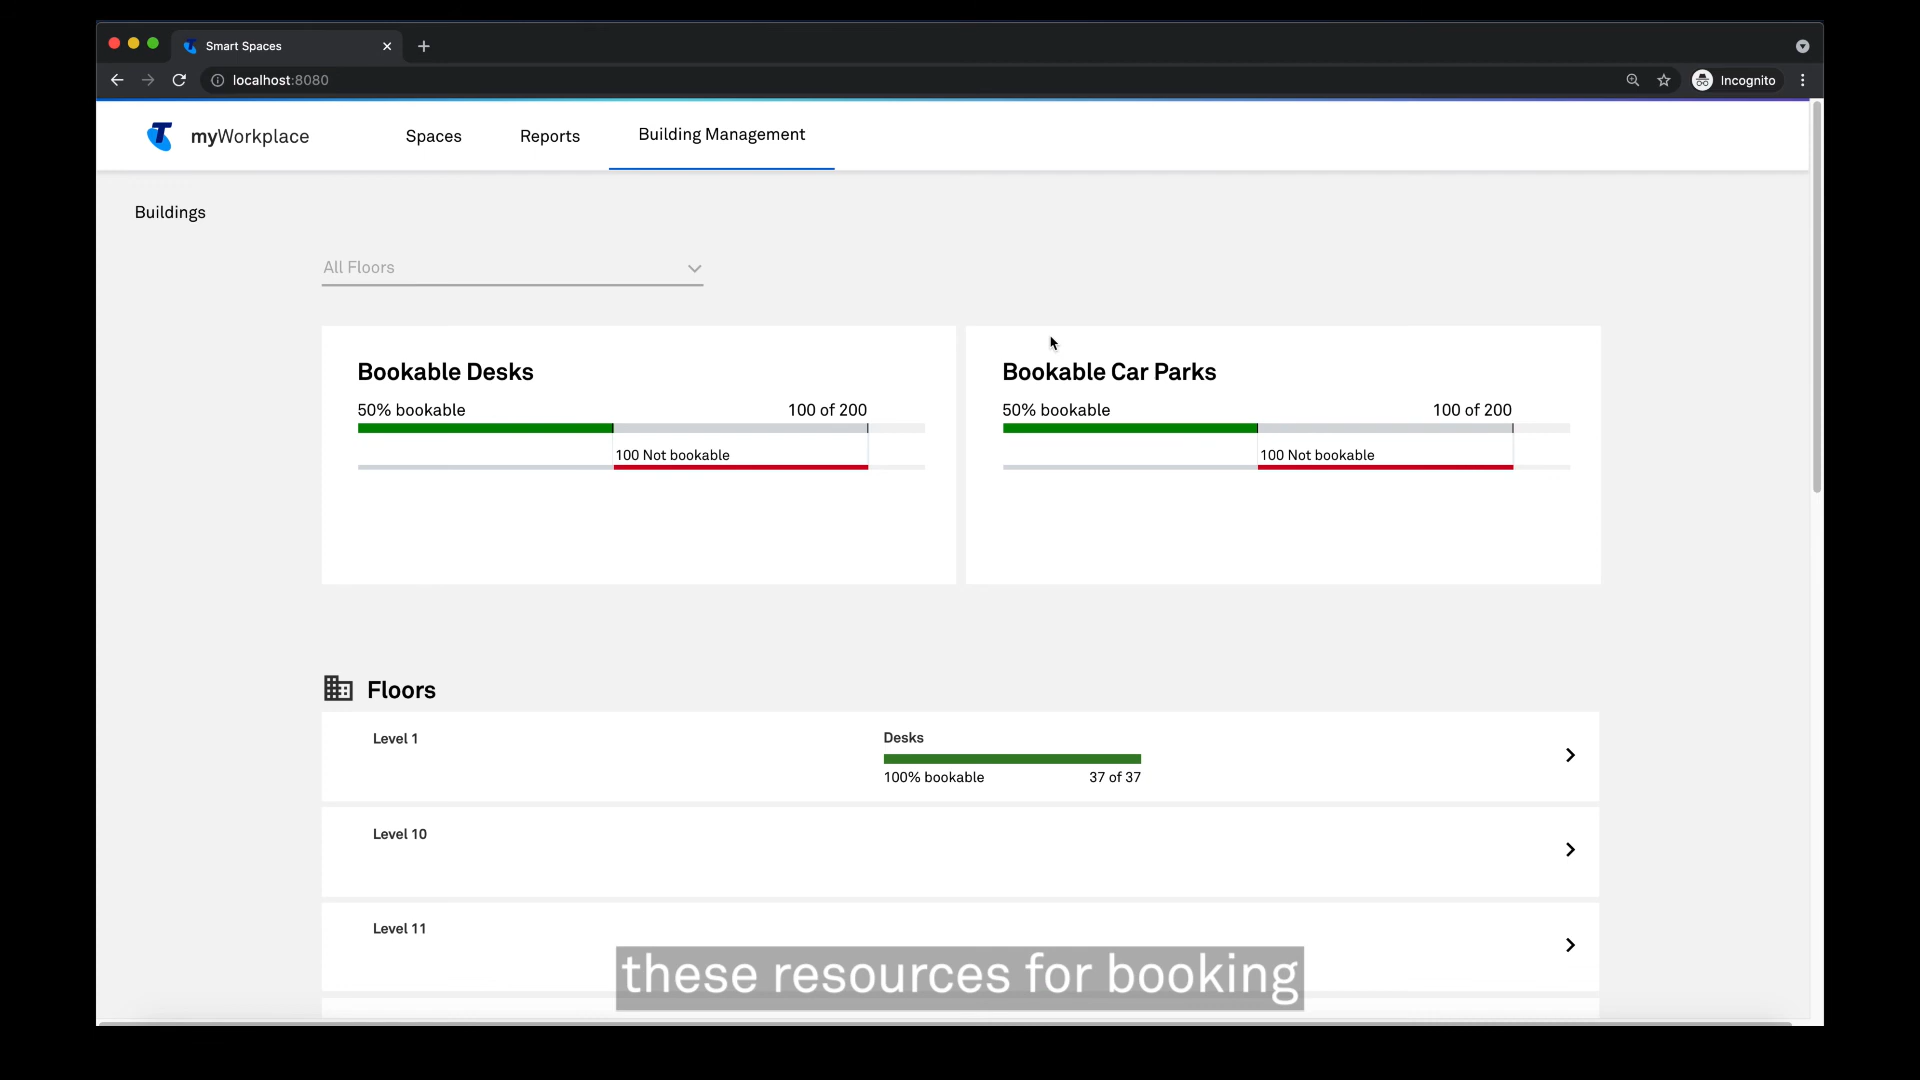 Smart Spaces
localhost:8080
Incognito
myWorkplace
Spaces
Reports
Building Management
Buildings
All Floors
Bookable Desks
50% bookable
100 of 200
100 Not bookable
Bookable Car Parks
50% bookable
100 of 200
100 Not bookable
Floors
Level 1
Desks
100% bookable
37 of 37
Level 10
Level 11
these resources for booking